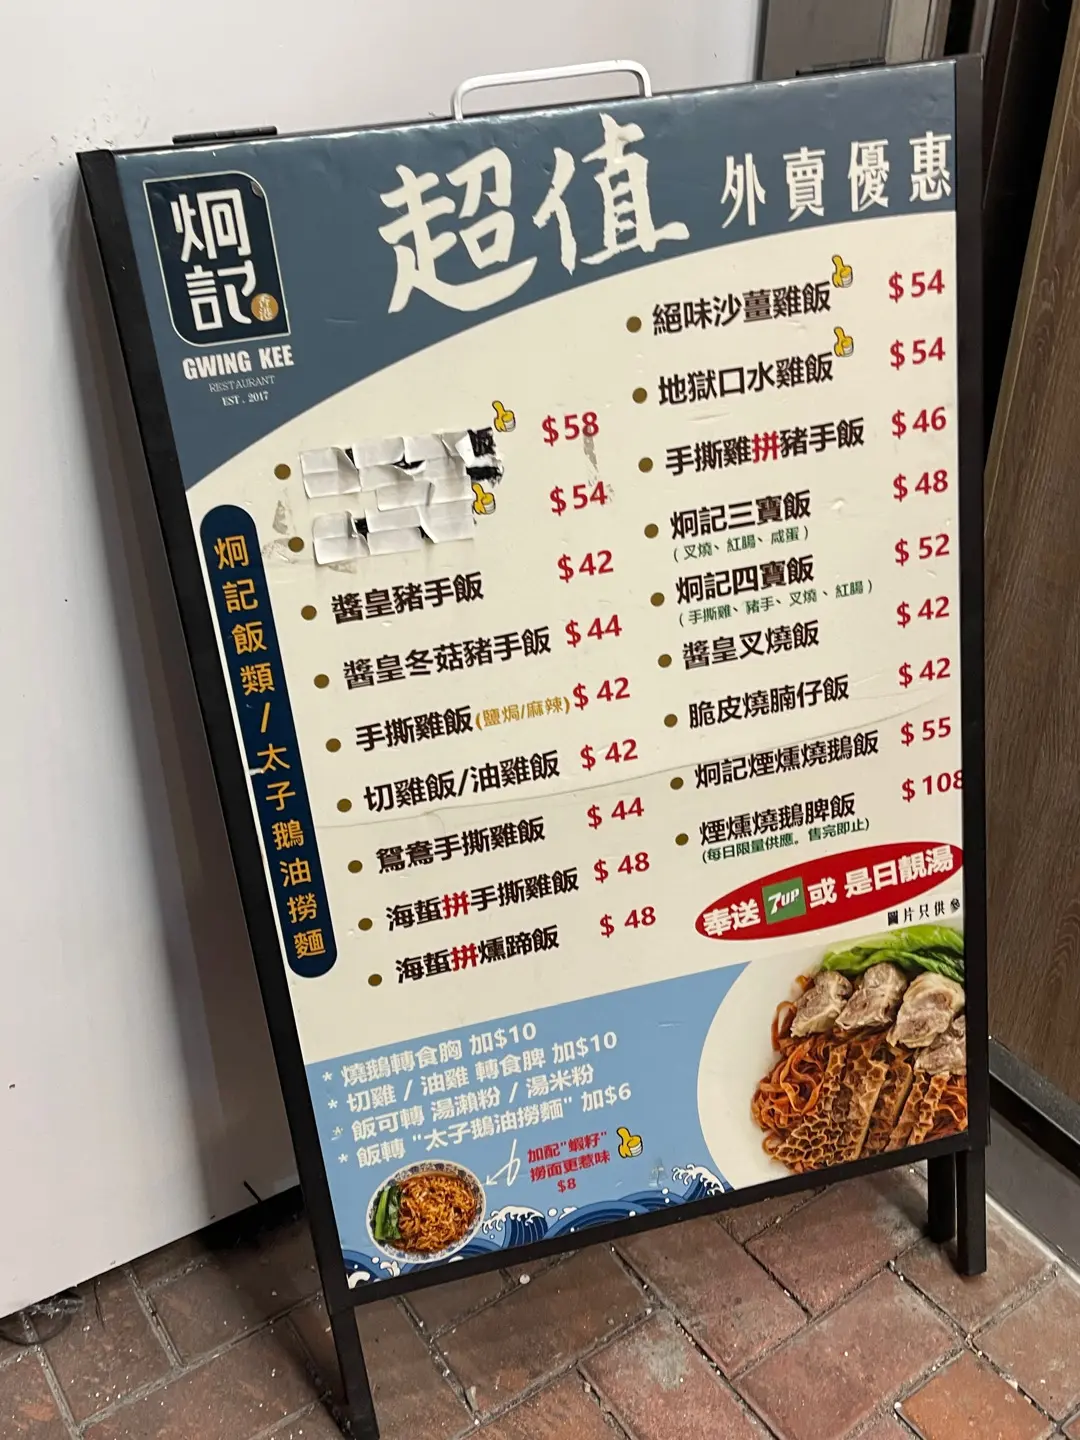 炯記
香港
GWING KEE
RESTAURANT
EST. 2017
超值 外賣優惠
炯記飯類/太子鵝油撈麵
飯 $58
$54
醬皇豬手飯 $42
醬皇冬菇豬手飯 $44
手撕雞飯(鹽焗/麻辣) $42
切雞飯/油雞飯 $42
鴛鴦手撕雞飯 $44
海蜇拼手撕雞飯 $48
海蜇拼燻蹄飯 $48
絕味沙薑雞飯 $54
地獄口水雞飯 $54
手撕雞拼豬手飯 $46
炯記三寶飯 $48
(叉燒、紅腸、咸蛋)
炯記四寶飯 $52
(手撕雞、豬手、叉燒、紅腸)
醬皇叉燒飯 $42
脆皮燒腩仔飯 $42
炯記煙燻燒鵝飯 $55
煙燻燒鵝脾飯 $108
(每日限量供應。售完即止)
奉送 7UP 或 是日靚湯
圖片只供參
* 燒鵝轉食胸 加$10
* 切雞 / 油雞 轉食脾 加$10
* 飯可轉 湯瀨粉 / 湯米粉
* 飯轉 "太子鵝油撈麵" 加$6
加配"蝦籽"
撈面更惹味
$8